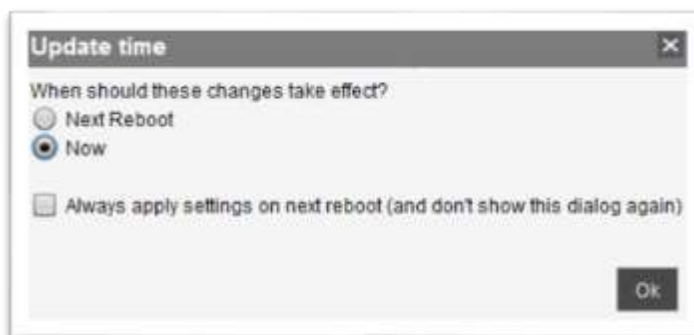 Update time
When should these changes take effect?
Next Reboot
Now
Always apply settings on next reboot (and don't show this dialog again)
Ok